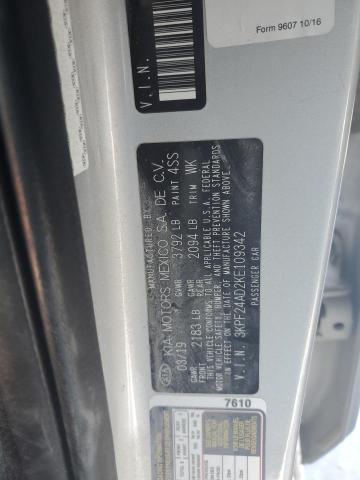 Form 9607 10/16
V.I.N.
MANUFACTURED BY
KIA MOTORS MEXICO S.A. DE C.V.
03/19 GVWR 3792 LB PAINT 4SS
GAWR FRONT 2183 LB GAWR REAR 2094 LB TRIM WK
THIS VEHICLE CONFORMS TO ALL APPLICABLE U.S.A. FEDERAL
MOTOR VEHICLE SAFETY, BUMPER, AND THEFT PREVENTION STANDARDS
IN EFFECT ON THE DATE OF MANUFACTURE SHOWN ABOVE.
V.I.N.: 3KPF24AD2KE109342
PASSENGER CAR
7610